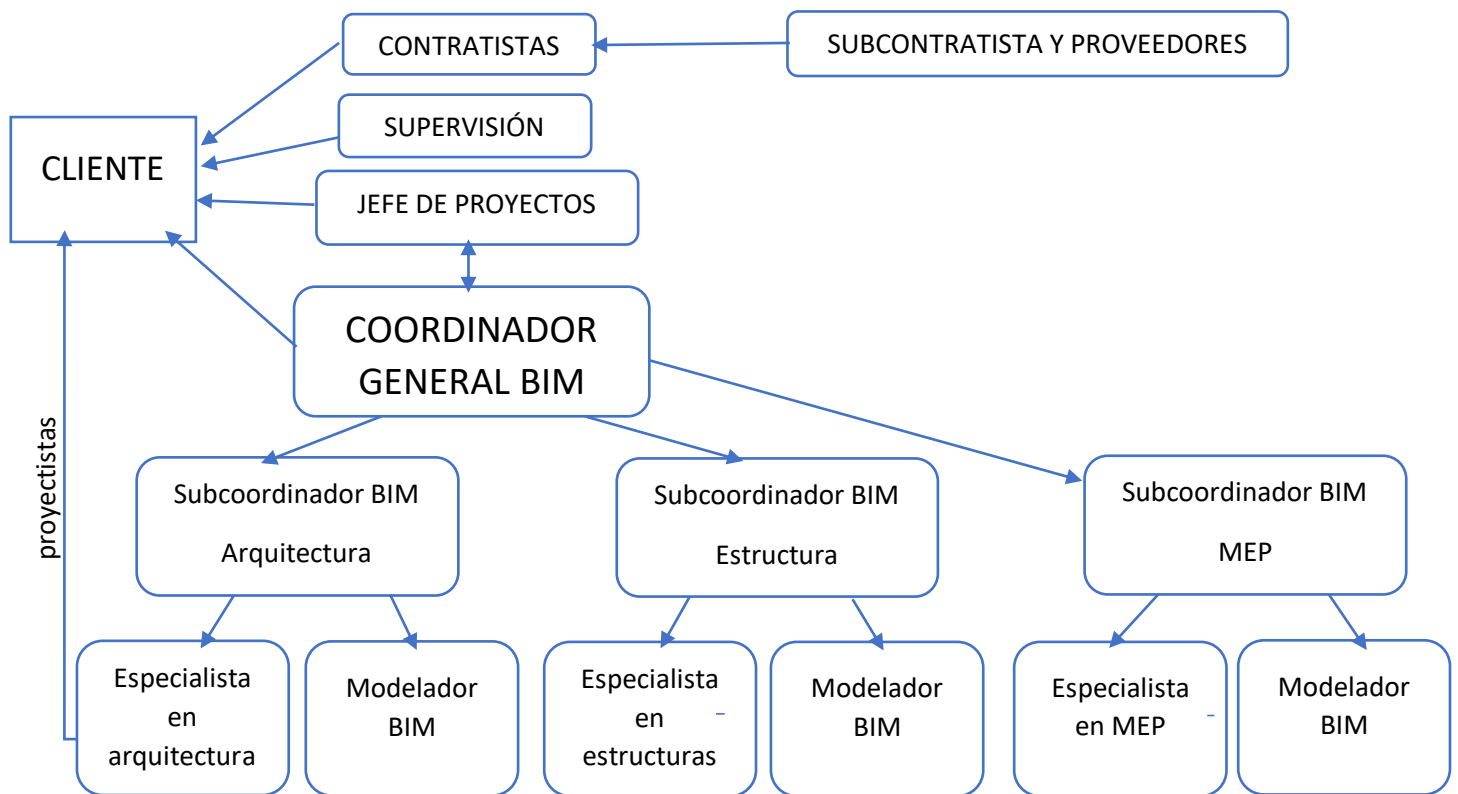 CONTRATISTAS
SUBCONTRATISTA Y PROVEEDORES
SUPERVISIÓN
CLIENTE
JEFE DE PROYECTOS
COORDINADOR
GENERAL BIM
proyectistas
Subcoordinador BIM
Arquitectura
Subcoordinador BIM
Estructura
Subcoordinador BIM
MEP
Especialista
en
arquitectura
Modelador
BIM
Especialista
en
estructuras
Modelador
BIM
Especialista
en MEP
Modelador
BIM